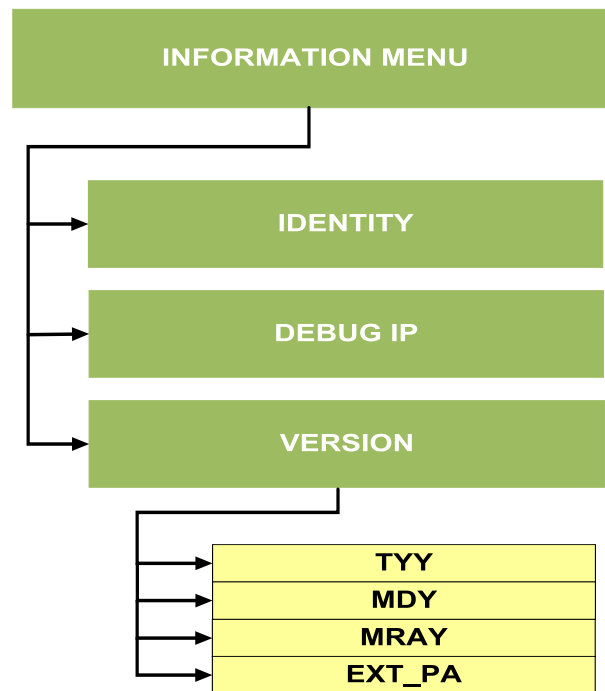 INFORMATION MENU
IDENTITY
DEBUG IP
VERSION
TYY
MDY
MRAY
EXT_PA